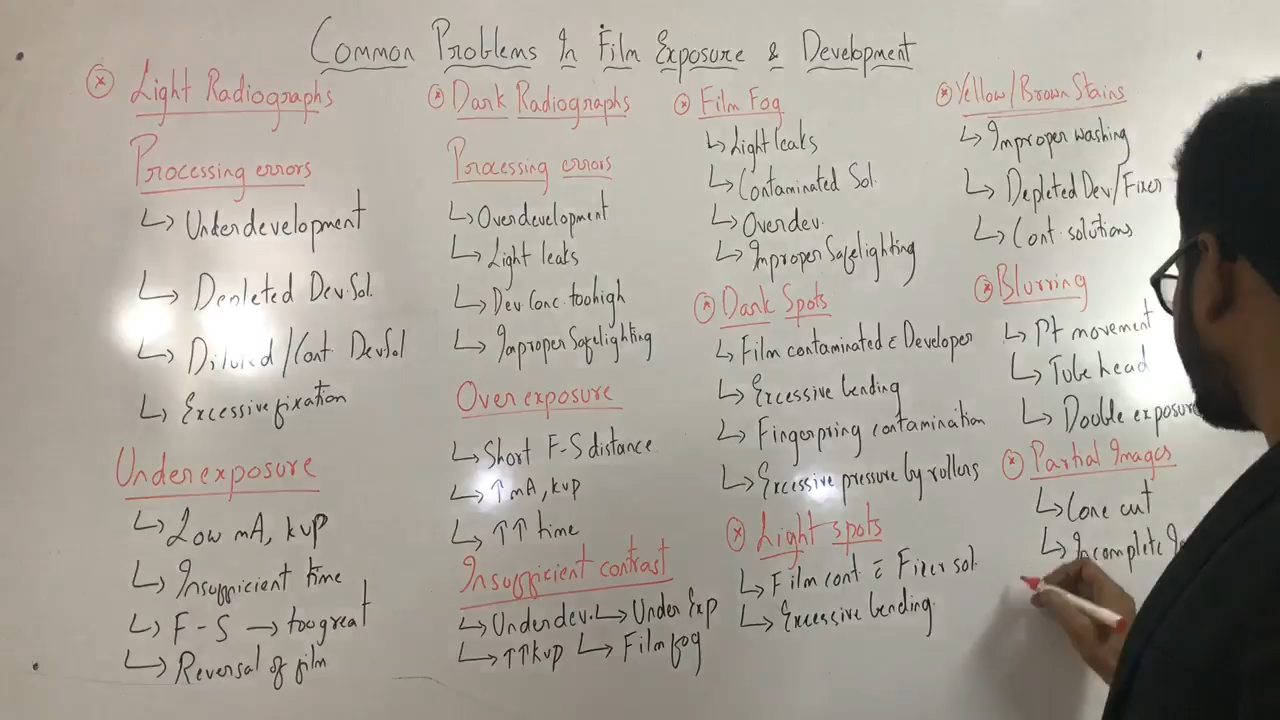 Common Problems In Film Exposure & Development
Light Radiographs
Processing errors
↳ Underdevelopment
↳ Depleted Dev. Sol.
↳ Diluted / Cont. Dev Sol
↳ Excessive fixation
Underexposure
↳ Low mA, kvp
↳ Insufficient time
↳ F-S → too great
↳ Reversal of film
Dark Radiographs
Processing errors
↳ Overdevelopment
↳ Light leaks
↳ Dev Conc. too high
↳ Improper Safelighting
Overexposure
↳ Short F-S distance
↳ ↑ mA, kvp
↳ ↑↑ time
Insufficient contrast
↳ Underdev. ↳ Under Exp
↳ ↑↑ kvp ↳ Film fog
Film Fog
↳ Light leaks
↳ Contaminated Sol.
↳ Overdev.
↳ Improper Safelighting
Dark Spots
↳ Film contaminated c̄ Developer
↳ Excessive bending
↳ Fingerpring contamination
↳ Excessive pressure by rollers
Light spots
↳ Film cont c̄ Fixer sol.
↳ Excessive bending
Yellow/Brown Stains
↳ Improper washing
↳ Depleted Dev/Fixer
↳ Cont. solutions
Blurring
↳ Pt movement
↳ Tube head
↳ Double exposure
Partial Images
↳ Cone cut
↳ Incomplete